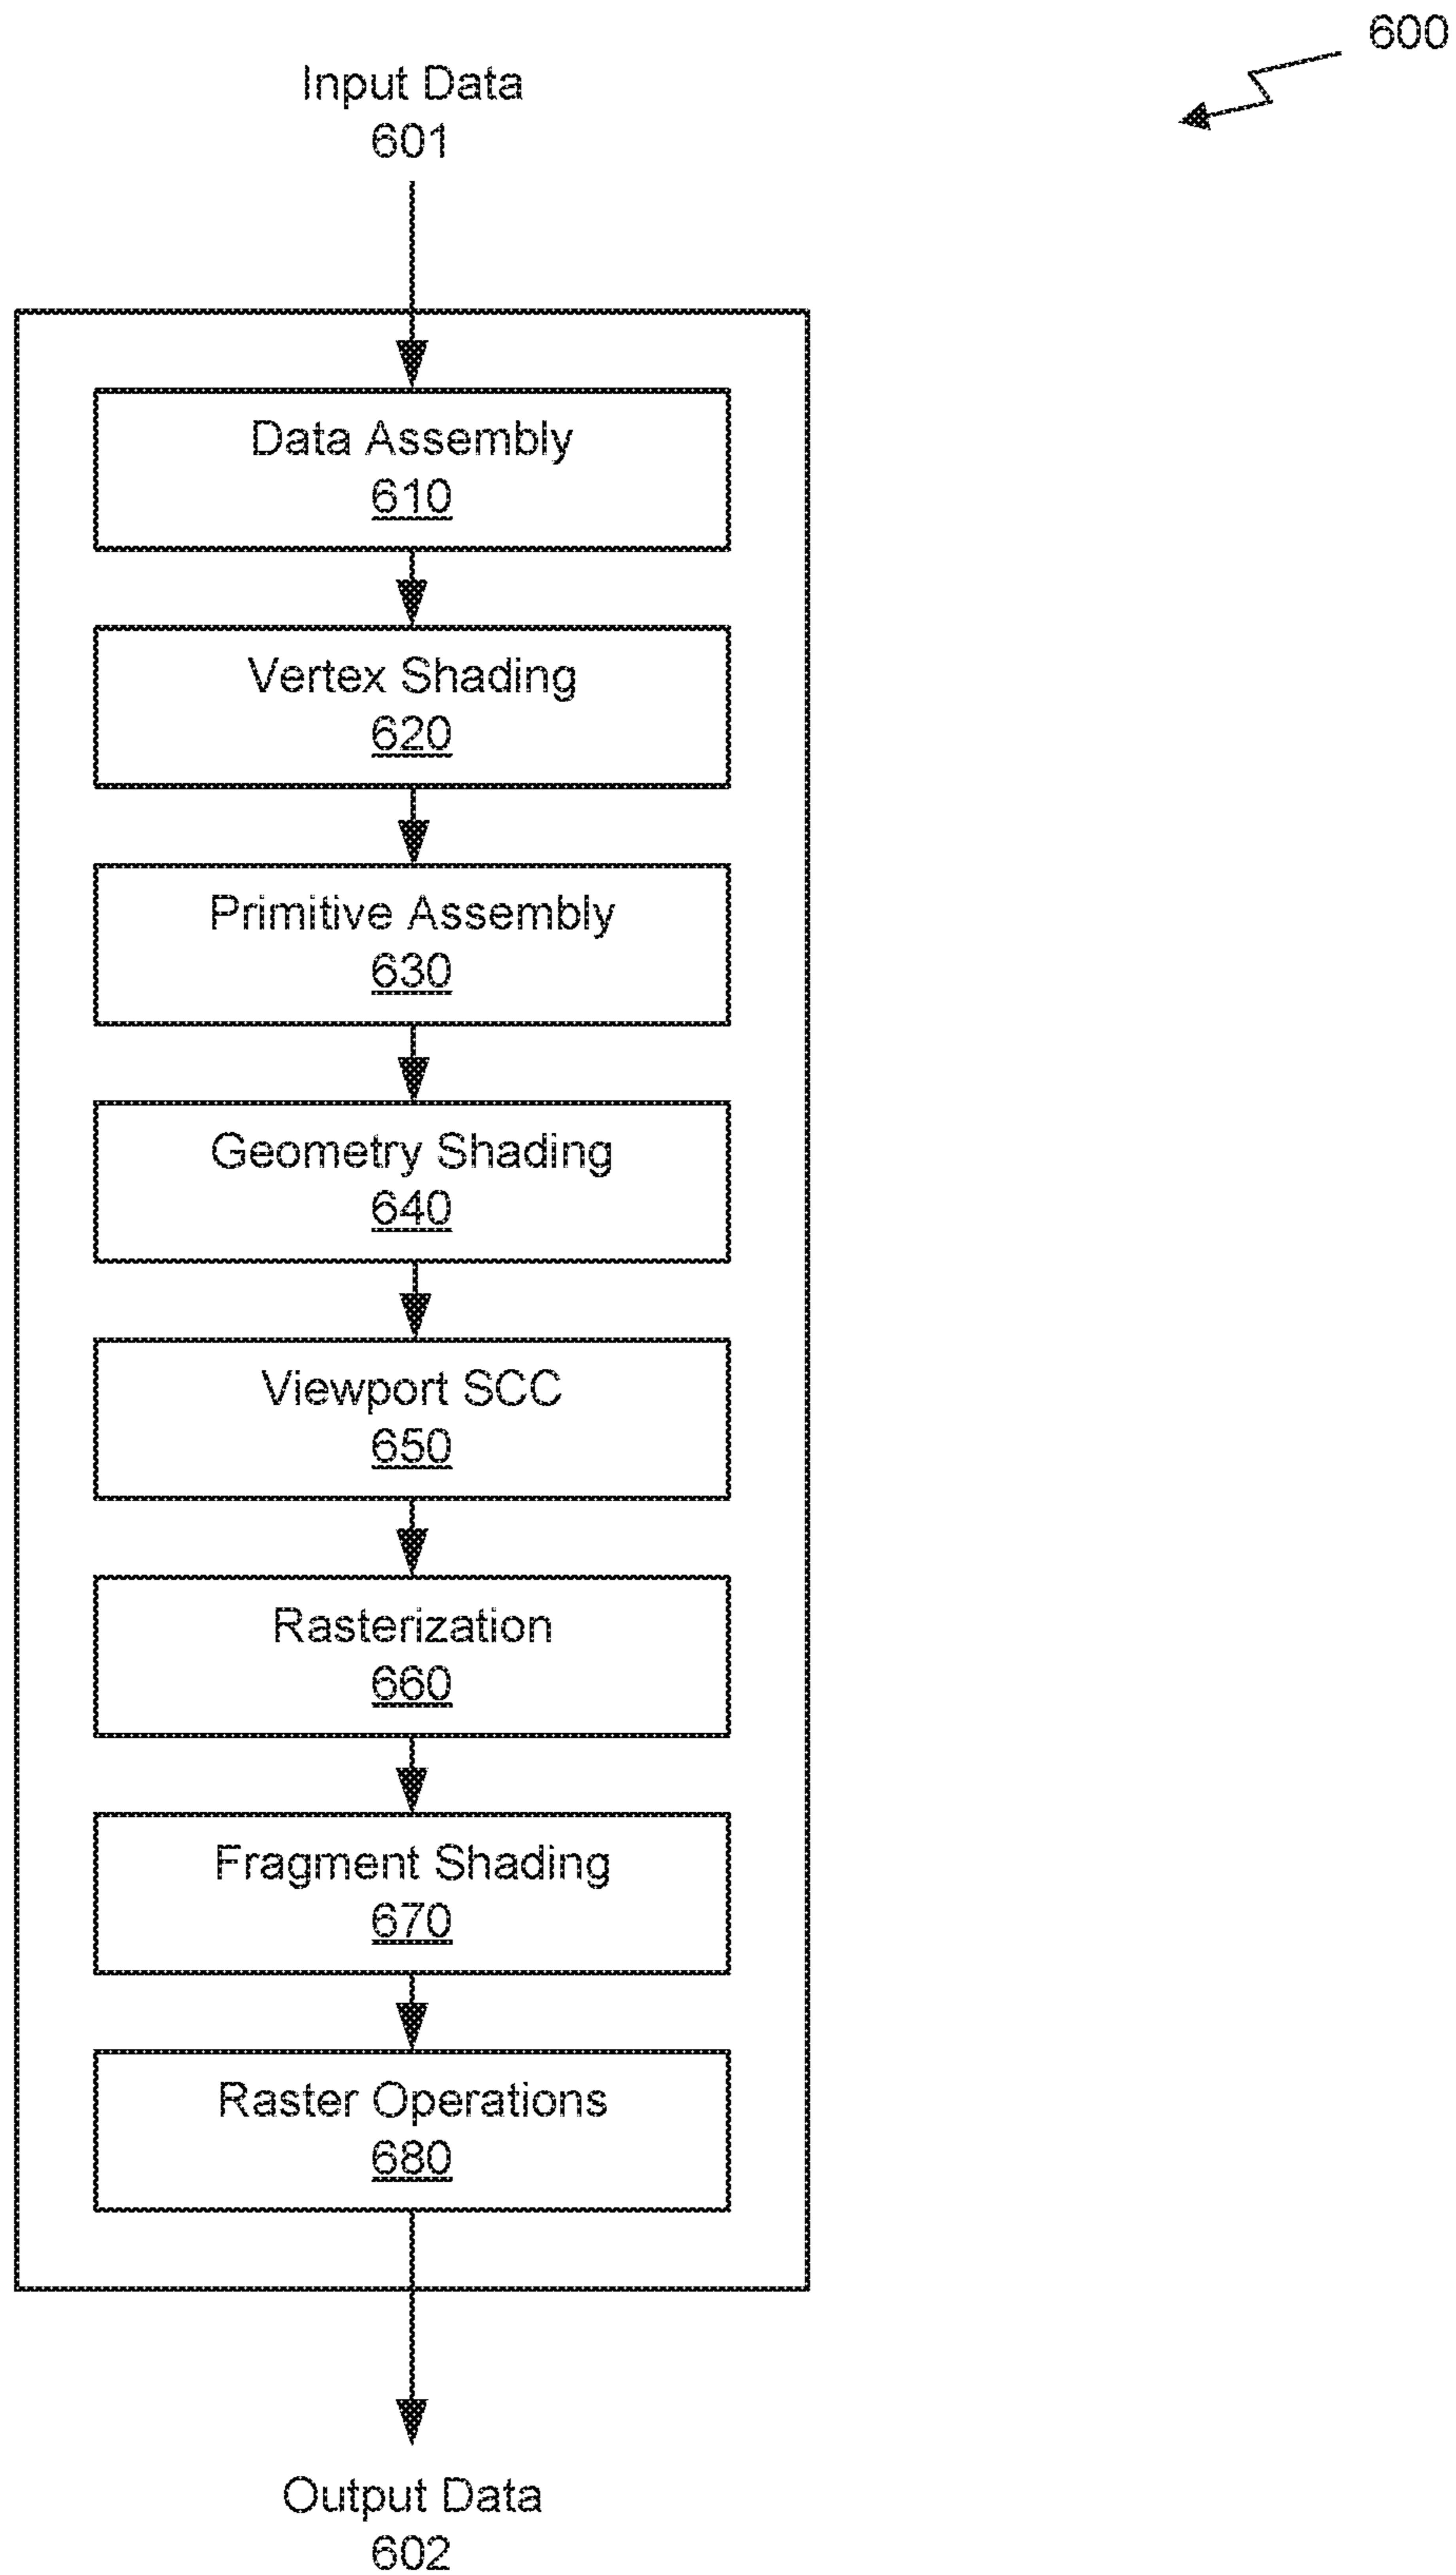 600
Input Data
601
Data Assembly
610
Vertex Shading
620
Primitive Assembly
630
Geometry Shading
640
Viewport SCC
650
Rasterization
660
Fragment Shading
670
Raster Operations
680
Output Data
602